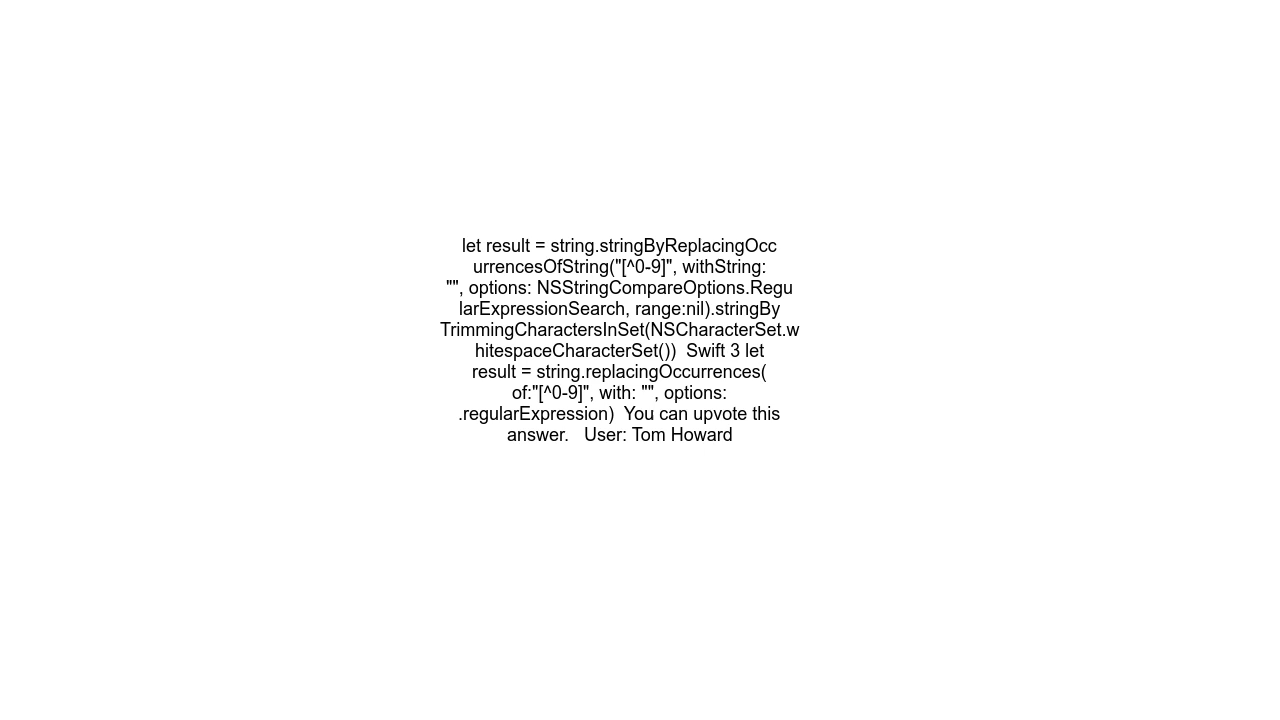 let result = string.stringByReplacingOcc
urrencesOfString("[^0-9]", withString:
"", options: NSStringCompareOptions.Regu
larExpressionSearch, range:nil).stringBy
TrimmingCharactersInSet(NSCharacterSet.w
hitespaceCharacterSet())  Swift 3 let
result = string.replacingOccurrences(
of:"[^0-9]", with: "", options:
.regularExpression)  You can upvote this
answer.   User: Tom Howard